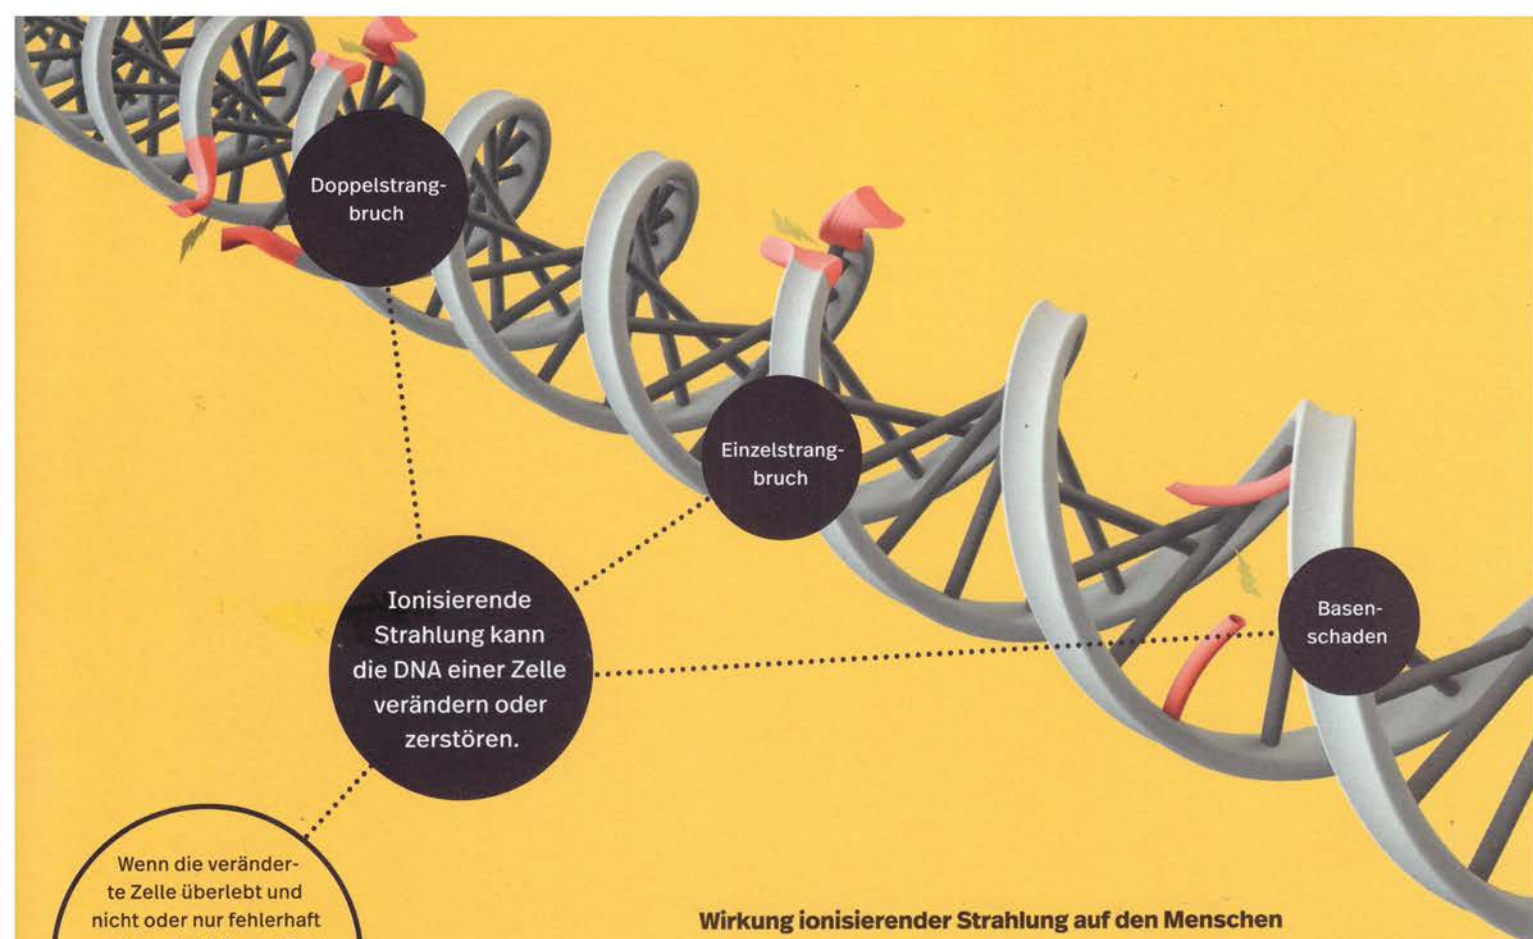 Doppelstrang-
bruch
Einzelstrang-
bruch
Basen-
schaden
Ionisierende
Strahlung kann
die DNA einer Zelle
verändern oder
zerstören.
Wenn die veränder-
te Zelle überlebt und
nicht oder nur fehlerhaft
Wirkung ionisierender Strahlung auf den Menschen